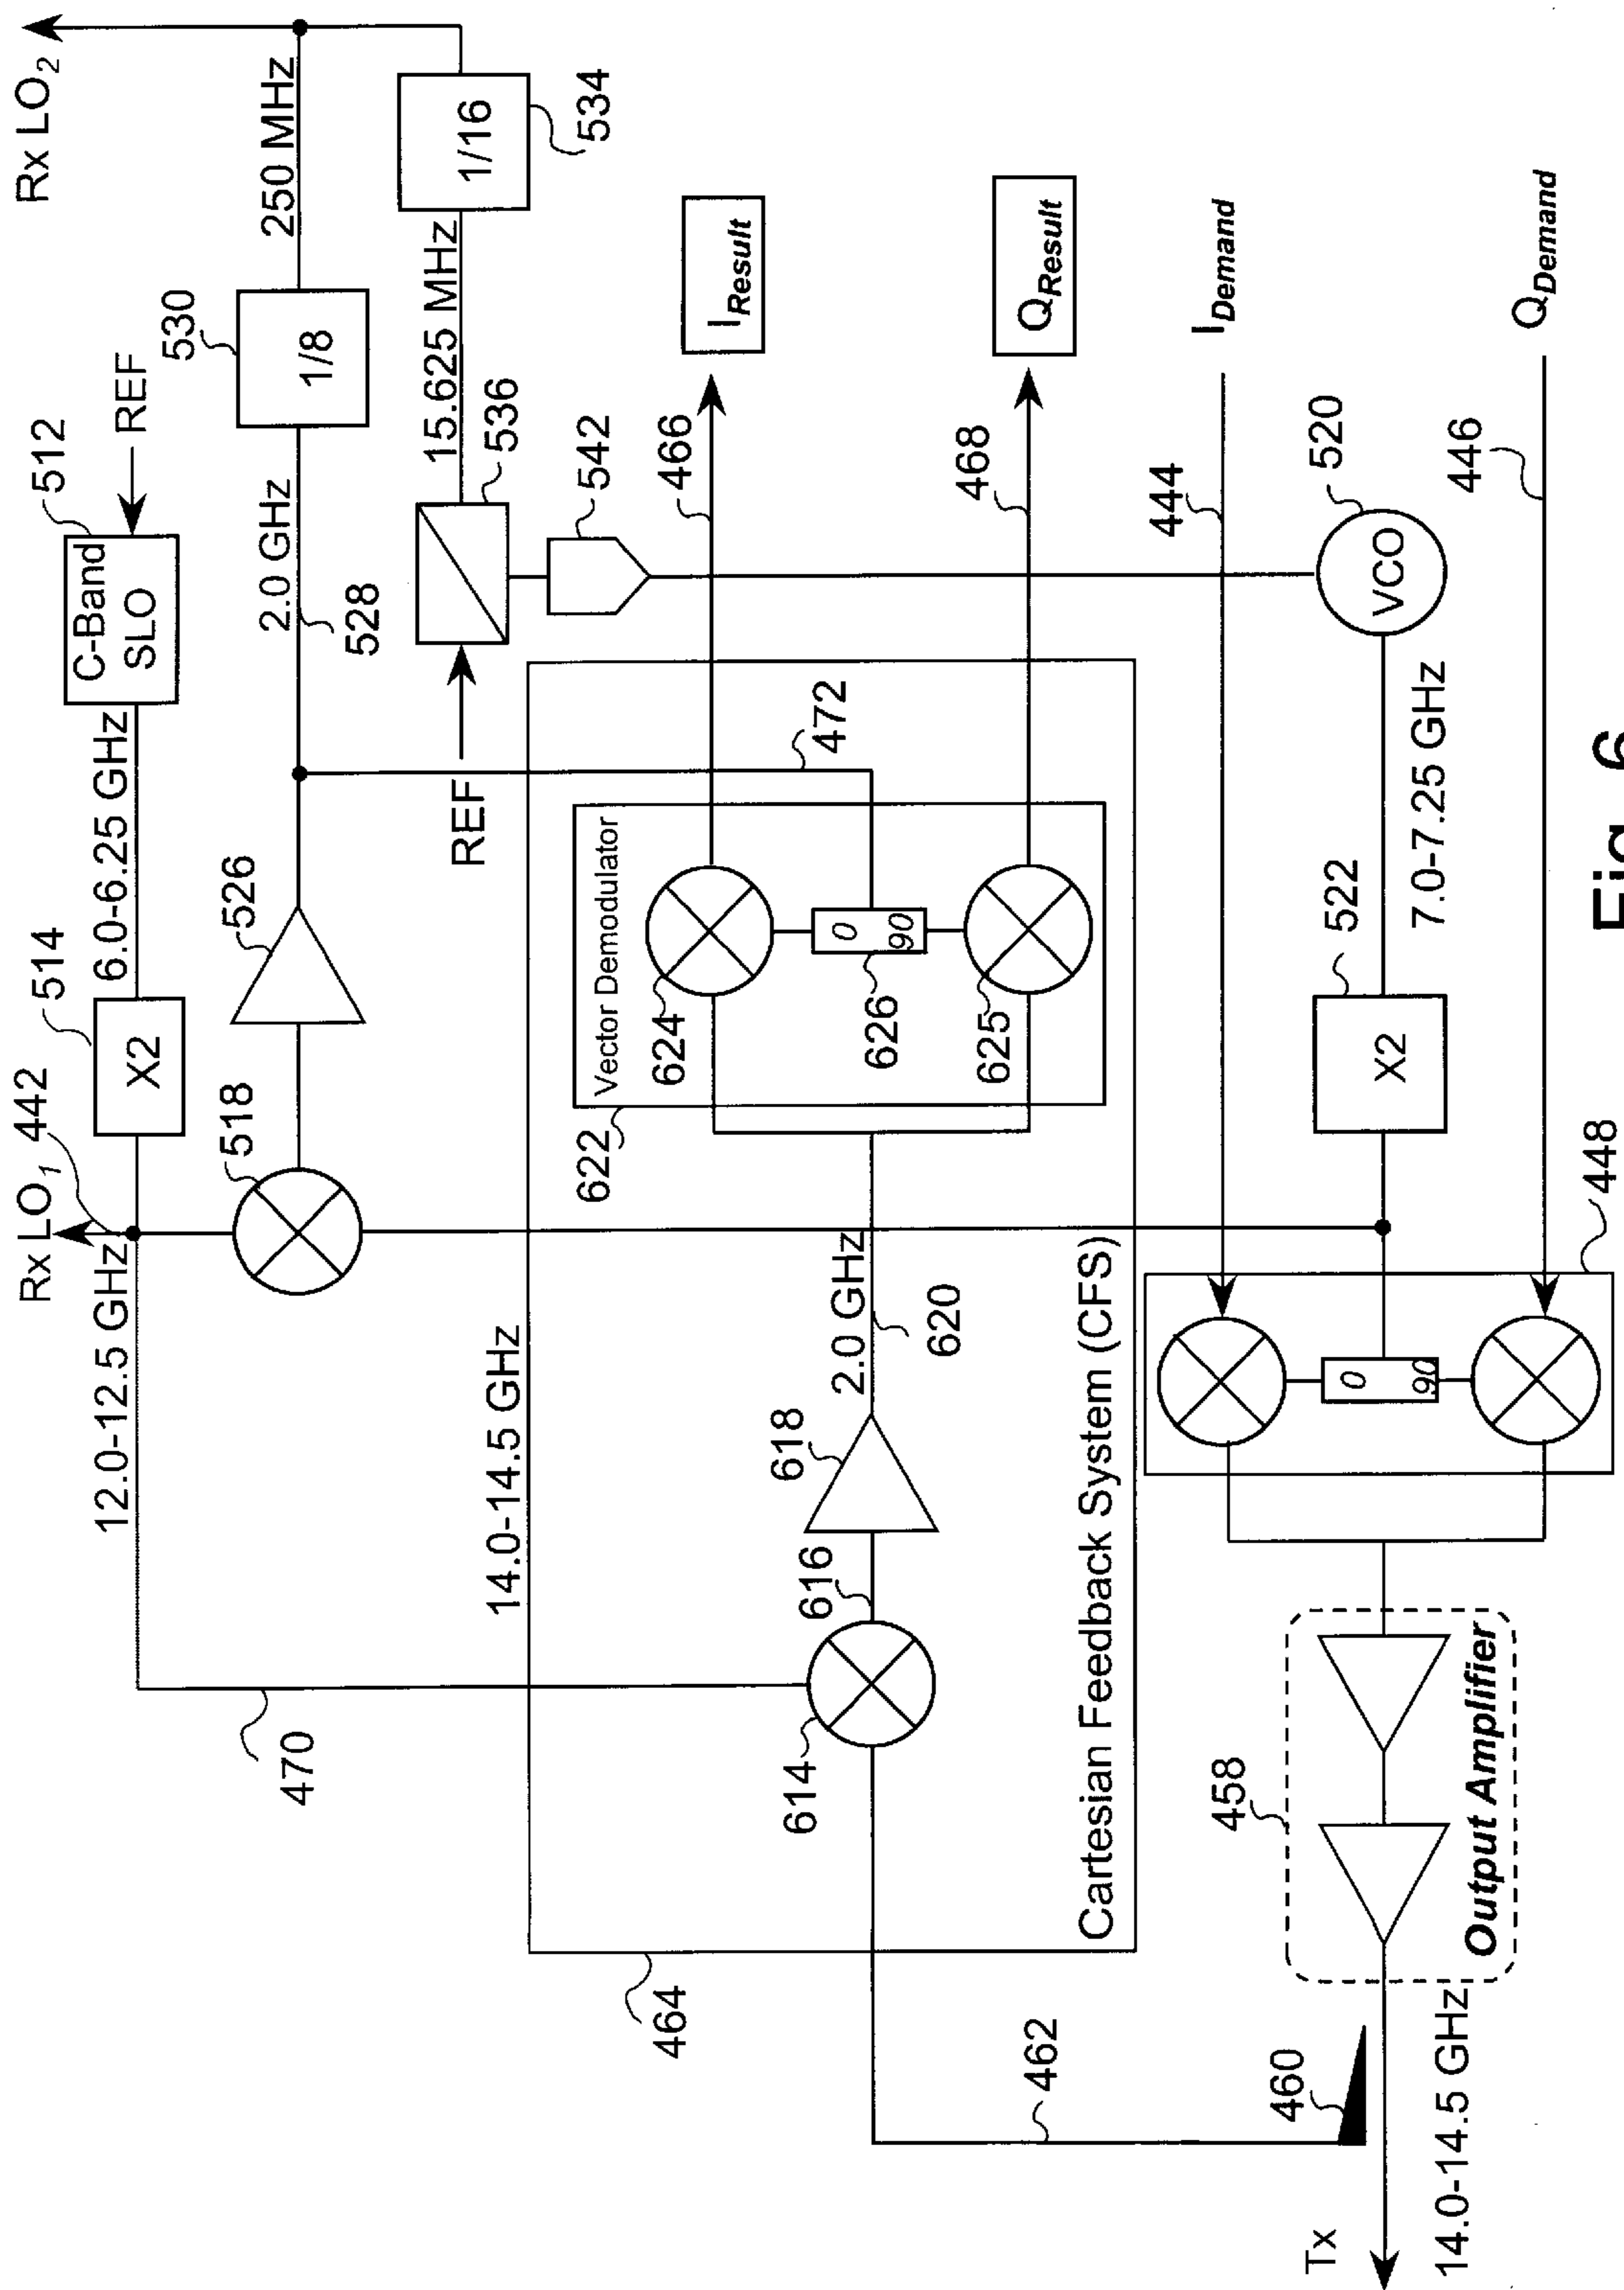 Rx LO1
442
514
X2
6.0-6.25 GHz
512
C-Band
SLO
REF
Rx LO2
12.0-12.5 GHz
518
526
2.0 GHz
528
530
1/8
250 MHz
470
14.0-14.5 GHz
REF
536
15.625 MHz
1/16
534
542
464
614
616
618
2.0 GHz
620
622
Vector Demodulator
624
0
90
626
625
472
466
IResult
468
QResult
Cartesian Feedback System (CFS)
462
460
458
Output Amplifier
Tx
14.0-14.5 GHz
0
90
448
X2
522
7.0-7.25 GHz
VCO
520
444
IDemand
446
QDemand
Fig. 6